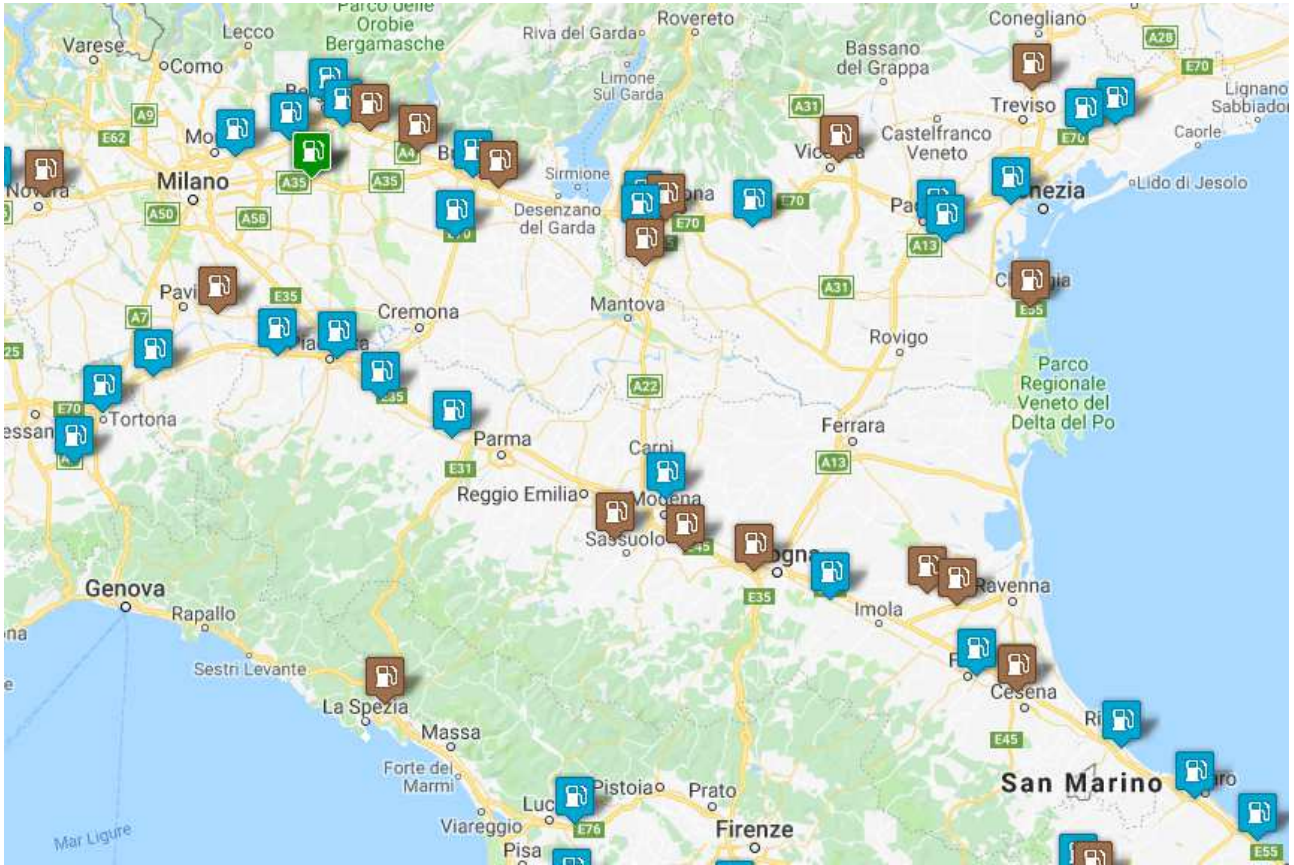 Parco delle
Orobie
Bergamasche
Rovereto
Conegliano
Varese
Lecco
Riva del Garda
A28
Como
Bassano
del Grappa
Limone
Sul Garda
E70
A9
A31
Treviso
Lignano
Sabbiador
E62
Castelfranco
Veneto
E70
Caorle
A4
Milano
A35
A35
Sirmione
Lido di Jesolo
A50
A58
Desenzano
del Garda
E70
E70
A13
E35
Mantova
A31
E55
A7
Cremona
Rovigo
25
Parco
Regionale
Veneto del
Delta del Po
A22
E35
E70
Tortona
Ferrara
Parma
Carpi
E31
A13
Reggio Emilia
Modena
Sassuolo
E45
Genova
E35
Ravenna
Rapallo
Imola
Sestri Levante
Cesena
La Spezia
Massa
E45
Forte dei
Marmi
San Marino
Pistoia
Prato
Viareggio
E76
Firenze
Mar Ligure
Pisa
E55